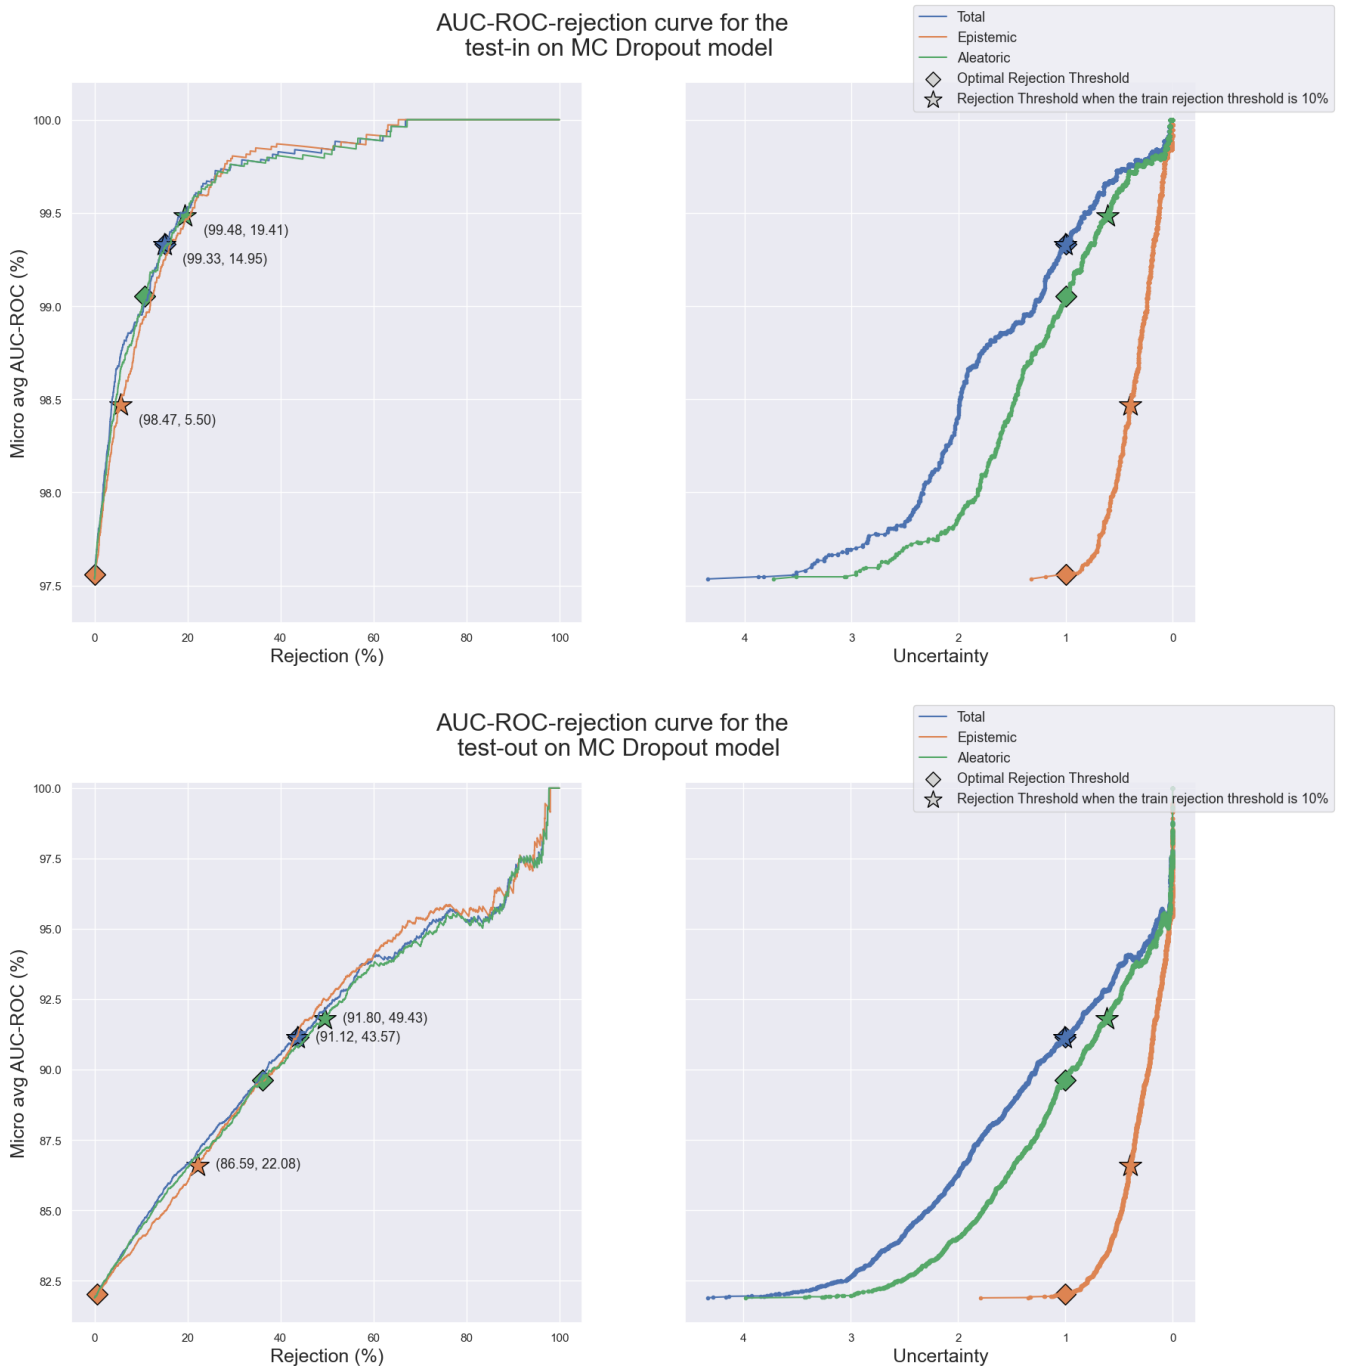 AUC-ROC-rejection curve for the
test-in on MC Dropout model
Total
Epistemic
Aleatoric
Optimal Rejection Threshold
Rejection Threshold when the train rejection threshold is 10%
Micro avg AUC-ROC (%)
100.0
99.5
99.0
98.5
98.0
97.5
(99.48, 19.41)
(99.33, 14.95)
(98.47, 5.50)
0 20 40 60 80 100
Rejection (%)
4 3 2 1 0
Uncertainty
AUC-ROC-rejection curve for the
test-out on MC Dropout model
Total
Epistemic
Aleatoric
Optimal Rejection Threshold
Rejection Threshold when the train rejection threshold is 10%
Micro avg AUC-ROC (%)
100.0
97.5
95.0
92.5
90.0
87.5
85.0
82.5
(91.80, 49.43)
(91.12, 43.57)
(86.59, 22.08)
0 20 40 60 80 100
Rejection (%)
4 3 2 1 0
Uncertainty